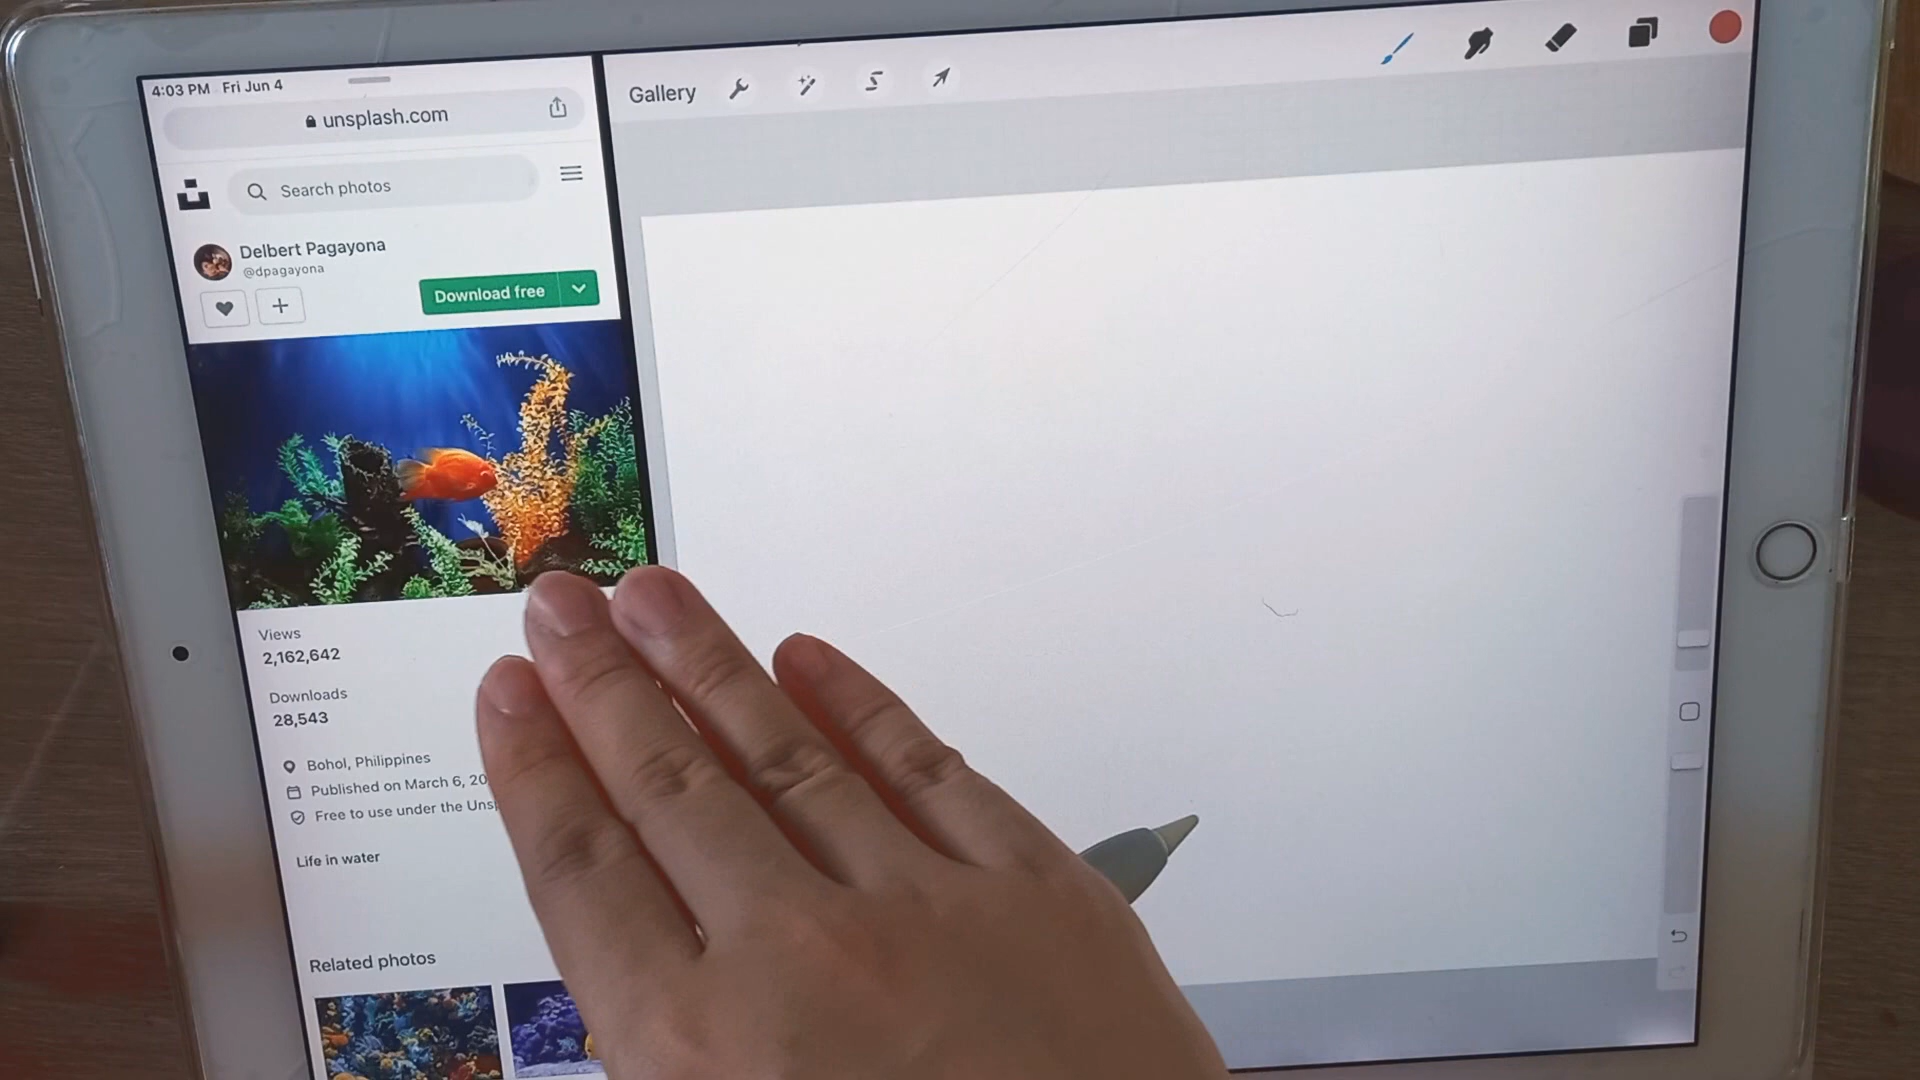 4:03 PM Fri Jun 4
unsplash.com
Search photos
Delbert Pagayona
@dpagayona
Download free
Views
2,162,642
Downloads
28,543
Bohol, Philippines
Published on March 6, 20
Free to use under the Uns
Life in water
Related photos
Gallery